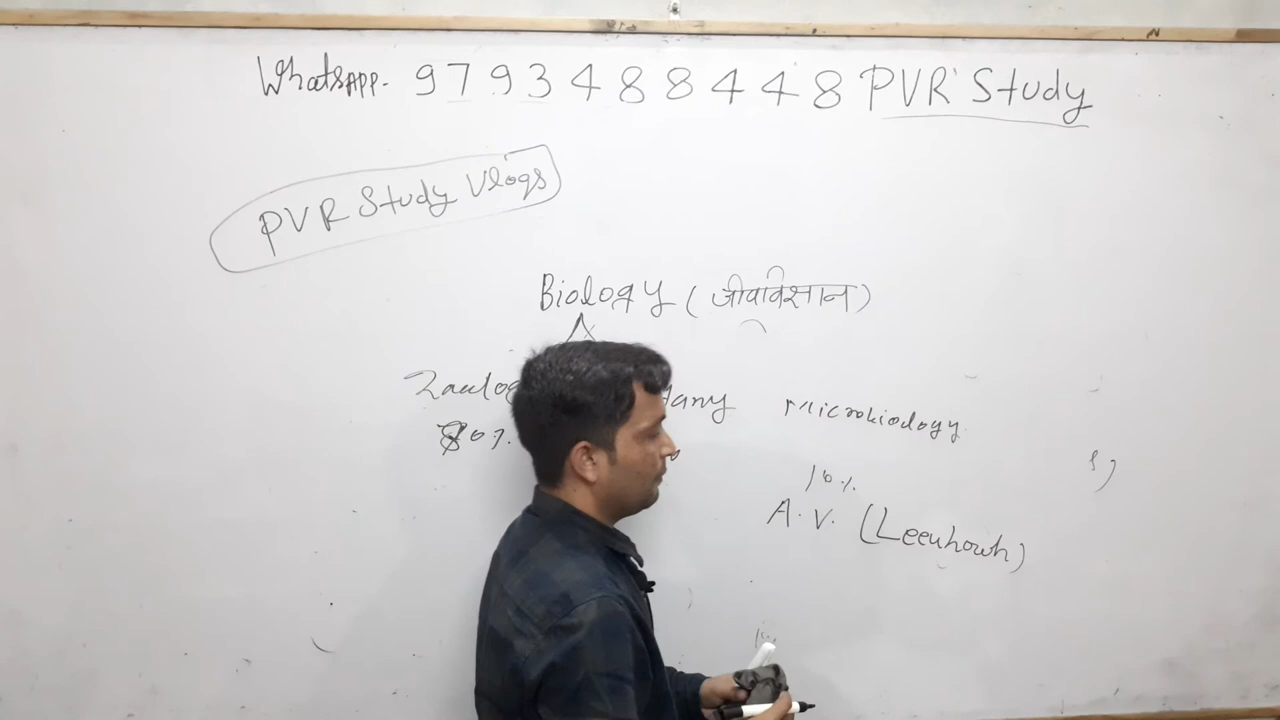 WhatsAPP- 9793488448 PVR Study
PVR Study Vlogs
Biology (जीवविज्ञान)
Microbiology
10%
A. V. (Leeuhowh)